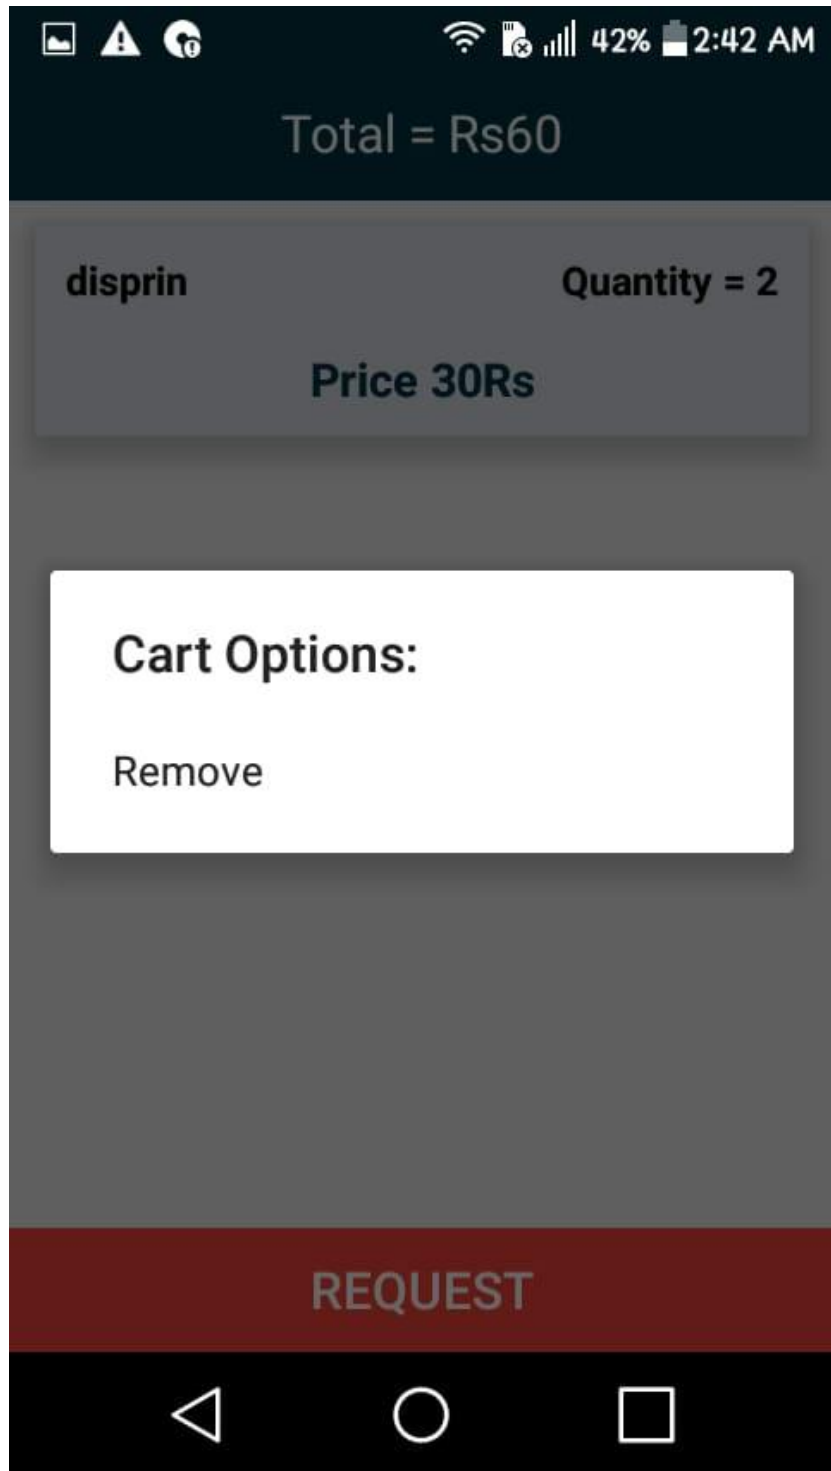 42% 2:42 AM
Total = Rs60
disprin Quantity = 2
Price 30Rs
Cart Options:
Remove
REQUEST